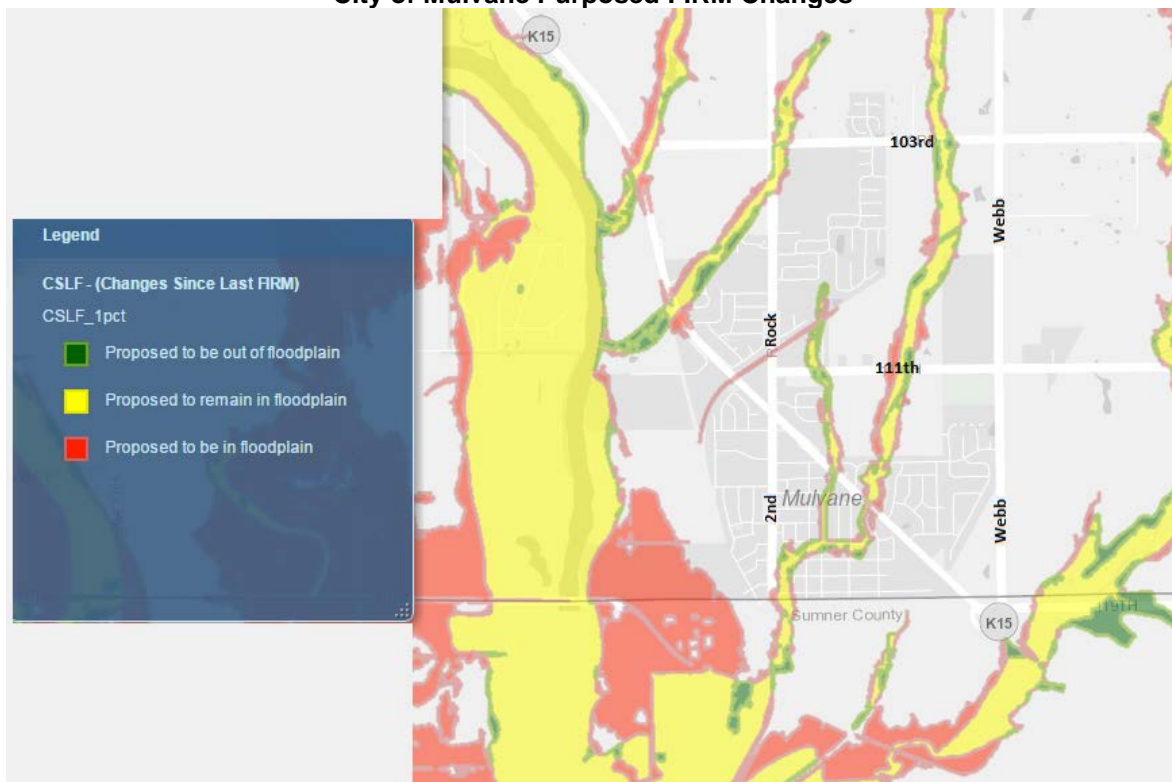 City of Mulvane Purposed FIRM Changes
K15
103rd
Webb
Legend
CSLF - (Changes Since Last FIRM)
CSLF_1pct
Proposed to be out of floodplain
Proposed to remain in floodplain
Proposed to be in floodplain
Rock
111th
2nd
Mulvane
Webb
Sumner County
K15
119TH